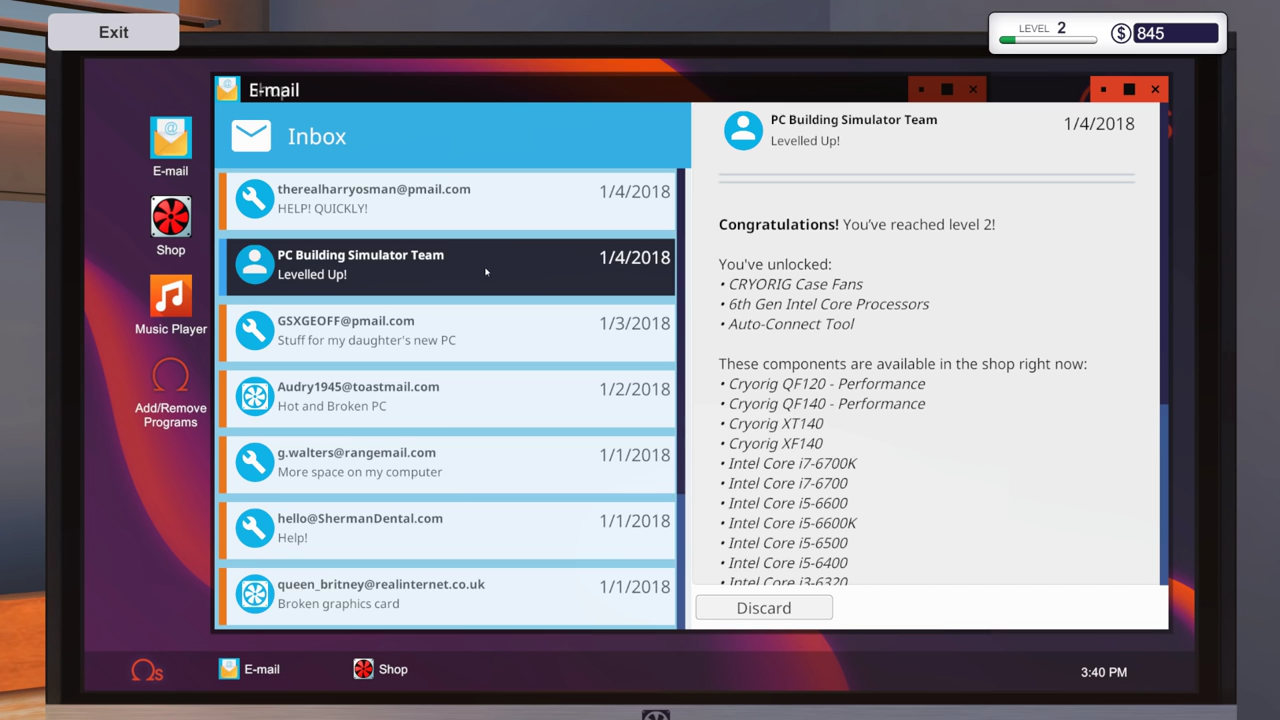 Exit
LEVEL 2
$ 845
E-mail
Inbox
therealharryosman@pmail.com
1/4/2018
HELP! QUICKLY!
PC Building Simulator Team
1/4/2018
Levelled Up!
GSXGEOFF@pmail.com
1/3/2018
Stuff for my daughter's new PC
Audry1945@toastmail.com
1/2/2018
Hot and Broken PC
g.walters@rangemail.com
1/1/2018
More space on my computer
hello@ShermanDental.com
1/1/2018
Help!
queen_britney@realinternet.co.uk
1/1/2018
Broken graphics card
PC Building Simulator Team
1/4/2018
Levelled Up!
Congratulations! You've reached level 2!
You've unlocked:
• CRYORIG Case Fans
• 6th Gen Intel Core Processors
• Auto-Connect Tool
These components are available in the shop right now:
• Cryorig QF120 - Performance
• Cryorig QF140 - Performance
• Cryorig XT140
• Cryorig XF140
• Intel Core i7-6700K
• Intel Core i7-6700
• Intel Core i5-6600
• Intel Core i5-6600K
• Intel Core i5-6500
• Intel Core i5-6400
• Intel Core i3-6320
Discard
E-mail
Shop
Music Player
Add/Remove
Programs
Ωs
E-mail
Shop
3:40 PM